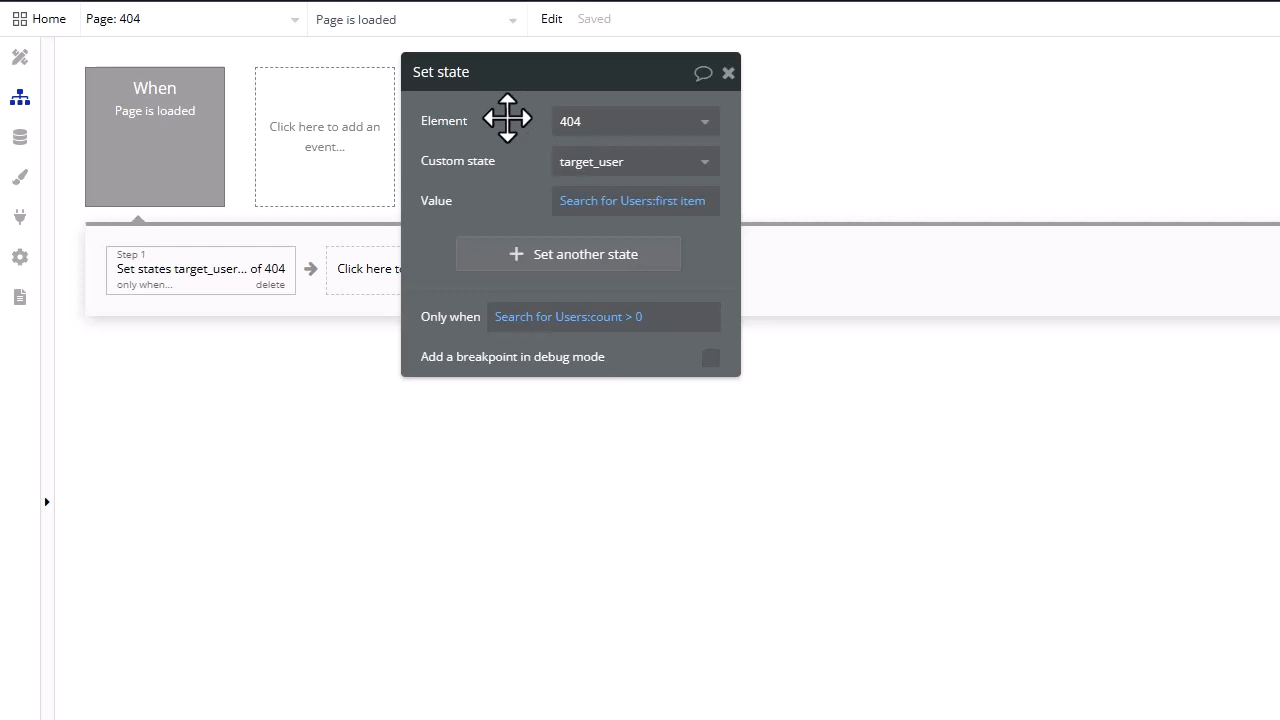 Home
Page: 404
Page is loaded
Edit
Saved
When
Page is loaded
Click here to add an
event...
Set state
Element
404
Custom state
target_user
Value
Search for Users:first item
Set another state
Only when
Search for Users:count > 0
Add a breakpoint in debug mode
Step 1
Set states target_user... of 404
only when...
delete
Click here t